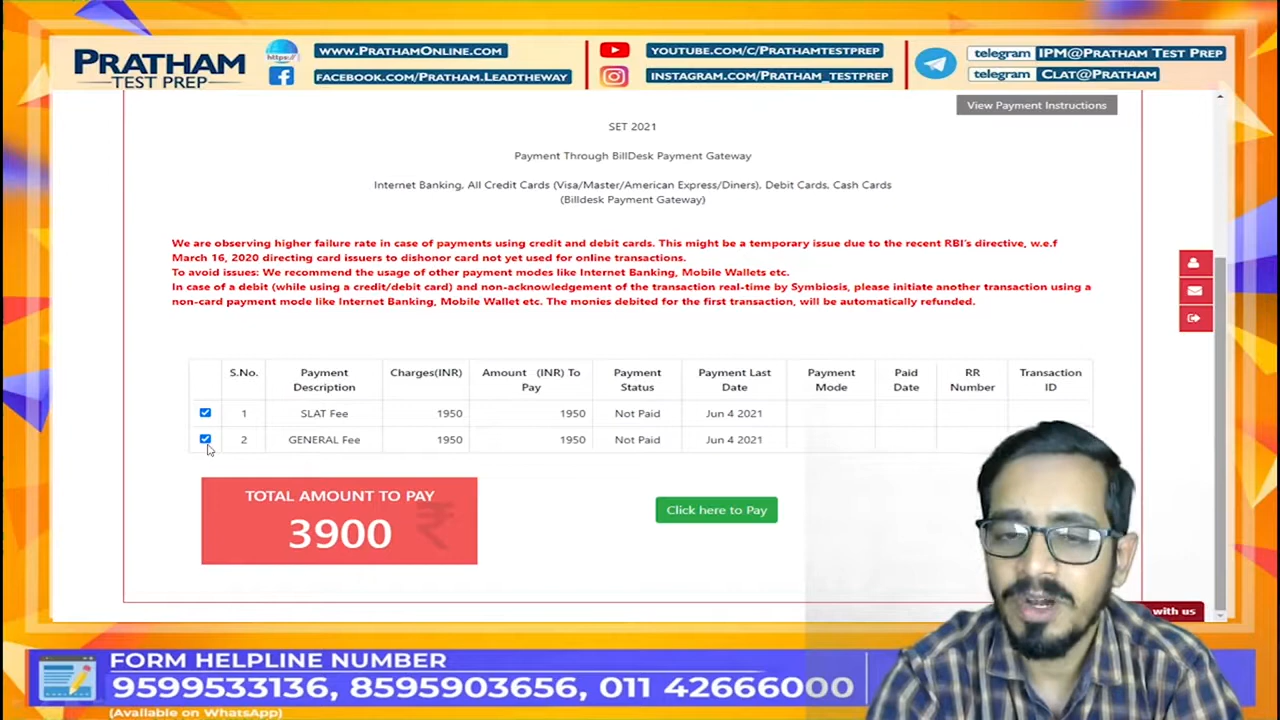 PRATHAM
TEST PREP
https://
www.PrathamOnline.com
facebook.com/Pratham.Leadtheway
youtube.com/c/Prathamtestprep
instagram.com/Pratham_testprep
telegram IPM@Pratham Test Prep
telegram Clat@Pratham
View Payment Instructions
SET 2021
Payment Through BillDesk Payment Gateway
Internet Banking, All Credit Cards (Visa/Master/American Express/Diners), Debit Cards, Cash Cards
(Billdesk Payment Gateway)
We are observing higher failure rate in case of payments using credit and debit cards. This might be a temporary issue due to the recent RBI's directive, w.e.f
March 16, 2020 directing card issuers to dishonor card not yet used for online transactions.
To avoid issues: We recommend the usage of other payment modes like Internet Banking, Mobile Wallets etc.
In case of a debit (while using a credit/debit card) and non-acknowledgement of the transaction real-time by Symbiosis, please initiate another transaction using a
non-card payment mode like Internet Banking, Mobile Wallet etc. The monies debited for the first transaction, will be automatically refunded.
S.No. Payment Description Charges(INR) Amount (INR) To Pay Payment Status Payment Last Date Payment Mode Paid Date RR Number Transaction ID
1 SLAT Fee 1950 1950 Not Paid Jun 4 2021
2 GENERAL Fee 1950 1950 Not Paid Jun 4 2021
TOTAL AMOUNT TO PAY
3900 ₹
Click here to Pay
with us
FORM HELPLINE NUMBER
9599533136, 8595903656, 011 42666000
(Available on WhatsApp)